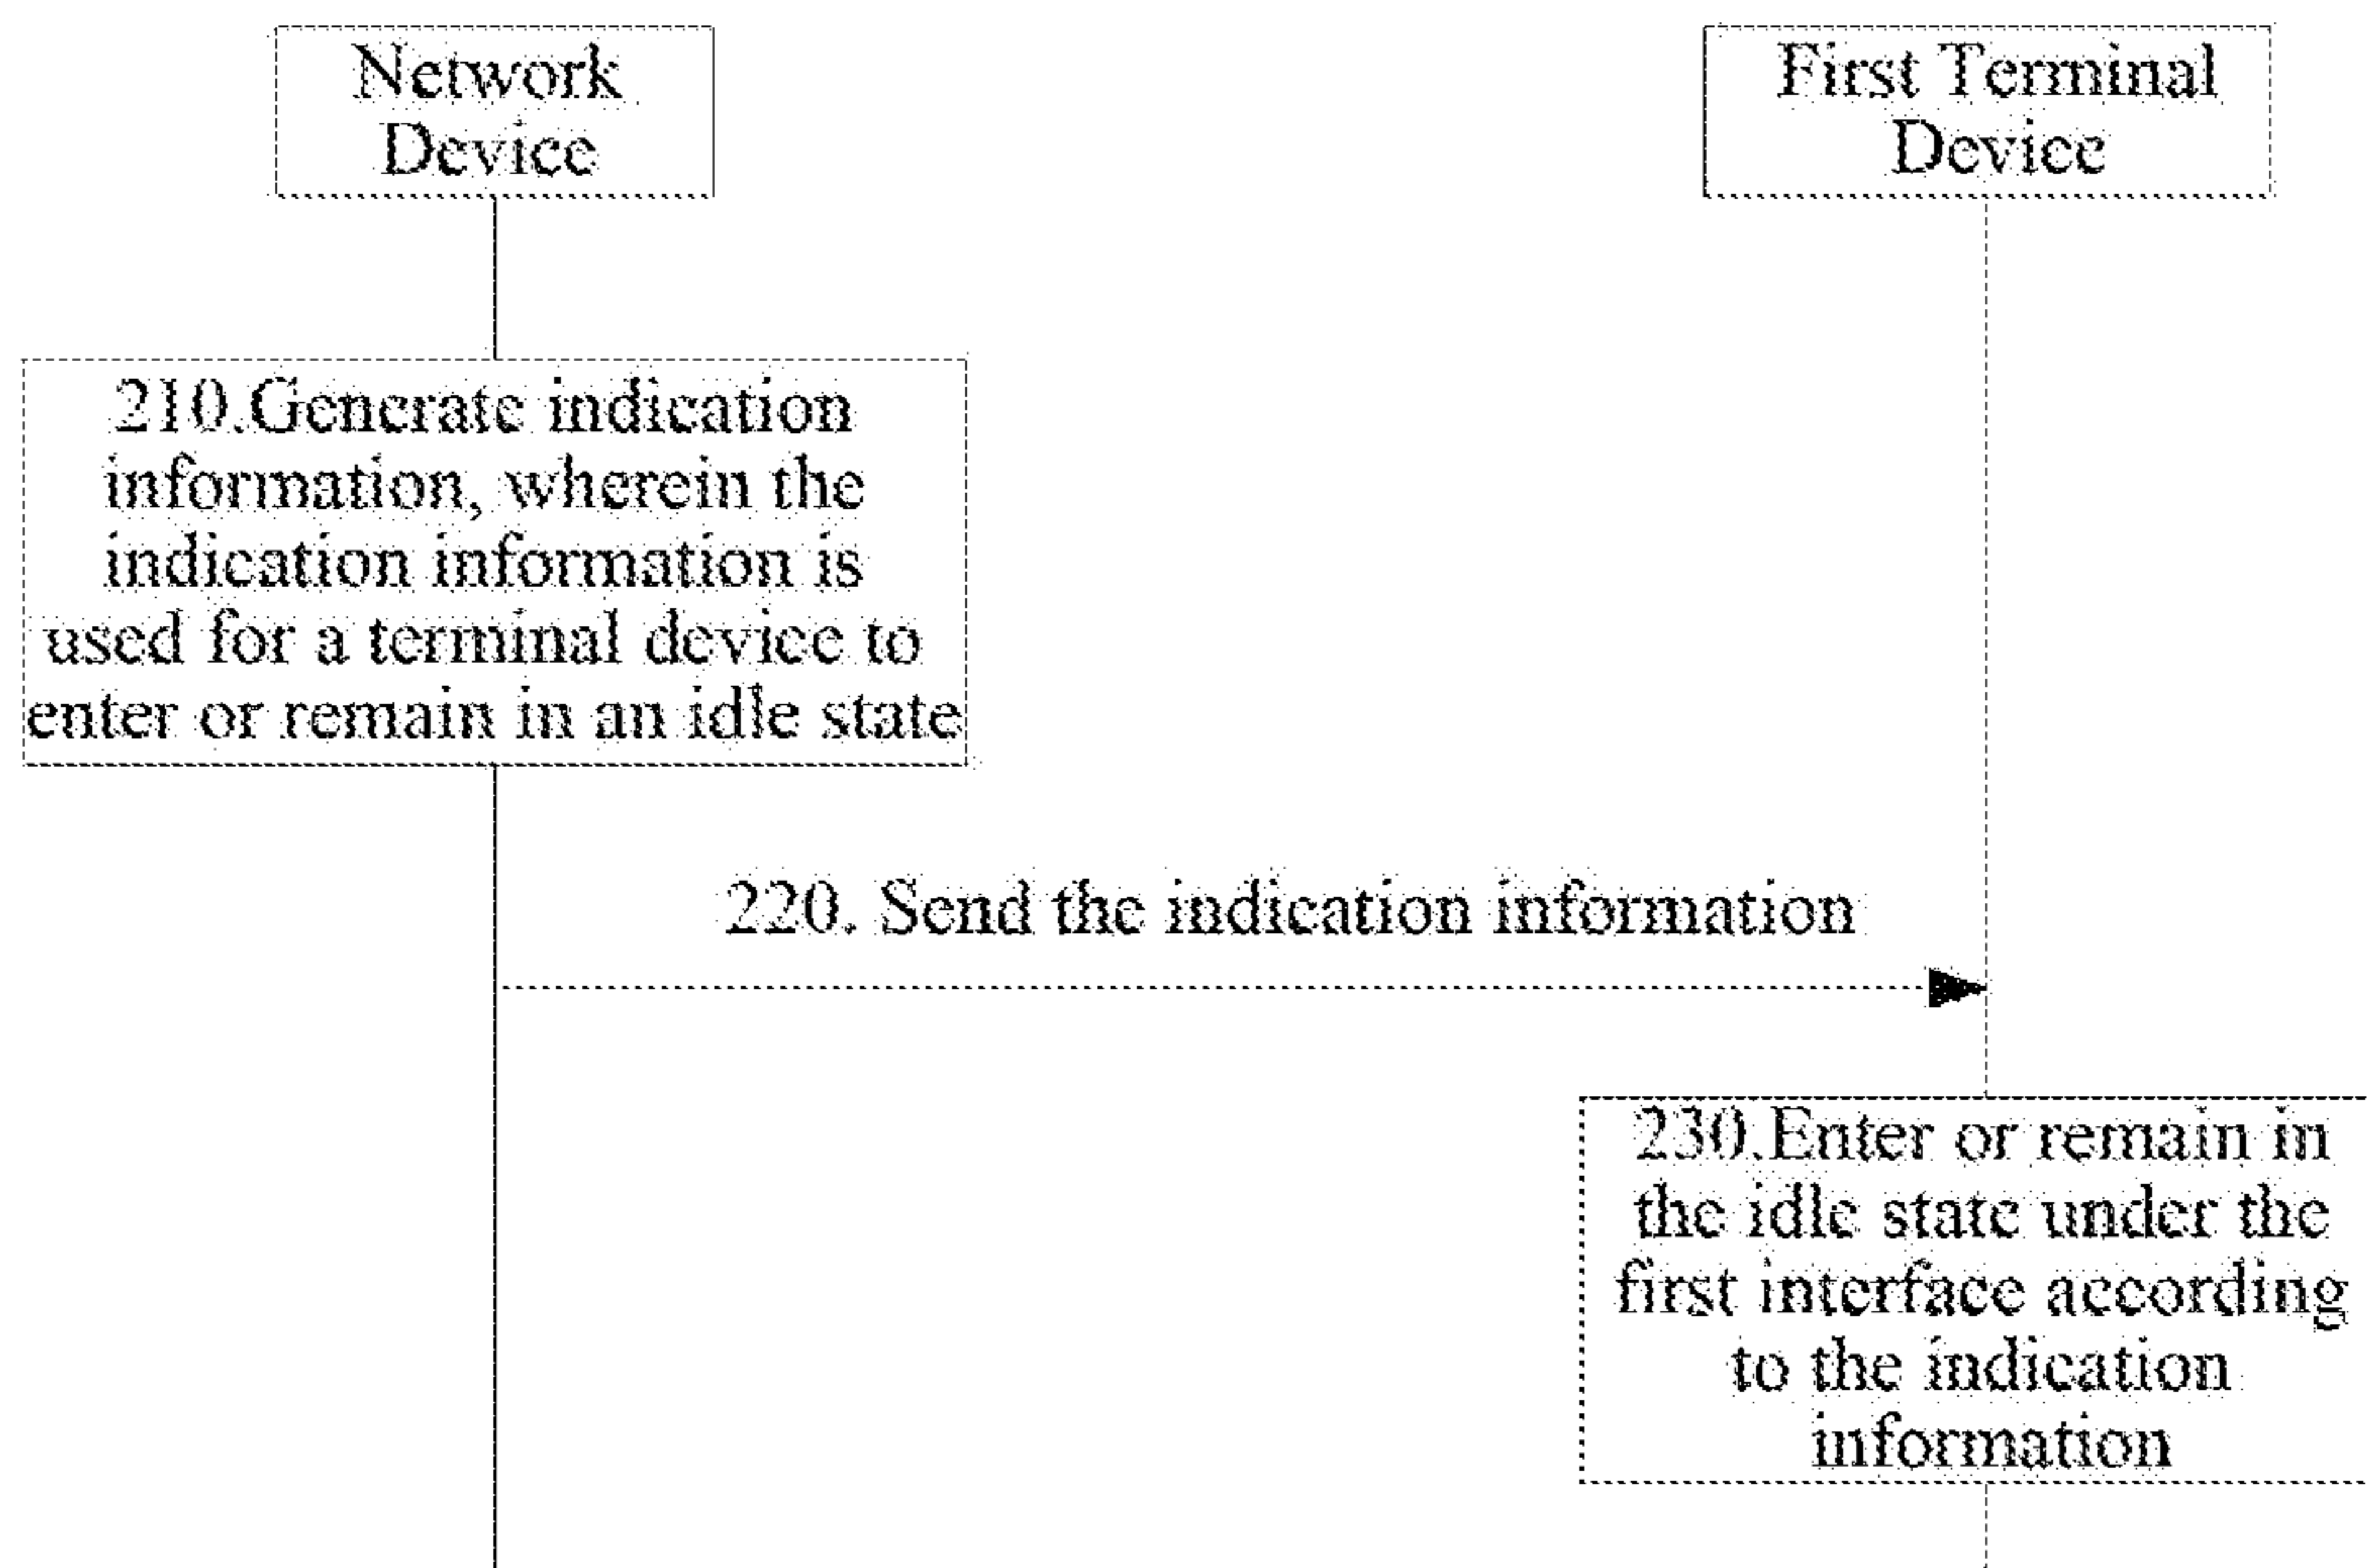 Network
Device
First Terminal
Device
210.Generate indication
information, wherein the
indication information is
used for a terminal device to
enter or remain in an idle state
220. Send the indication information
230.Enter or remain in
the idle state under the
first interface according
to the indication
information